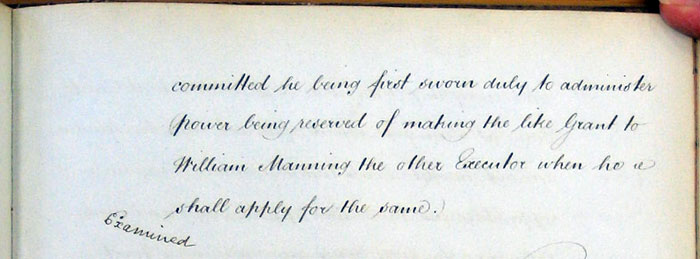 committed he being first sworn duly to administer
(power being reserved of making the like Grant to
William Manning the other Executor when he
shall apply for the same.)
Examined